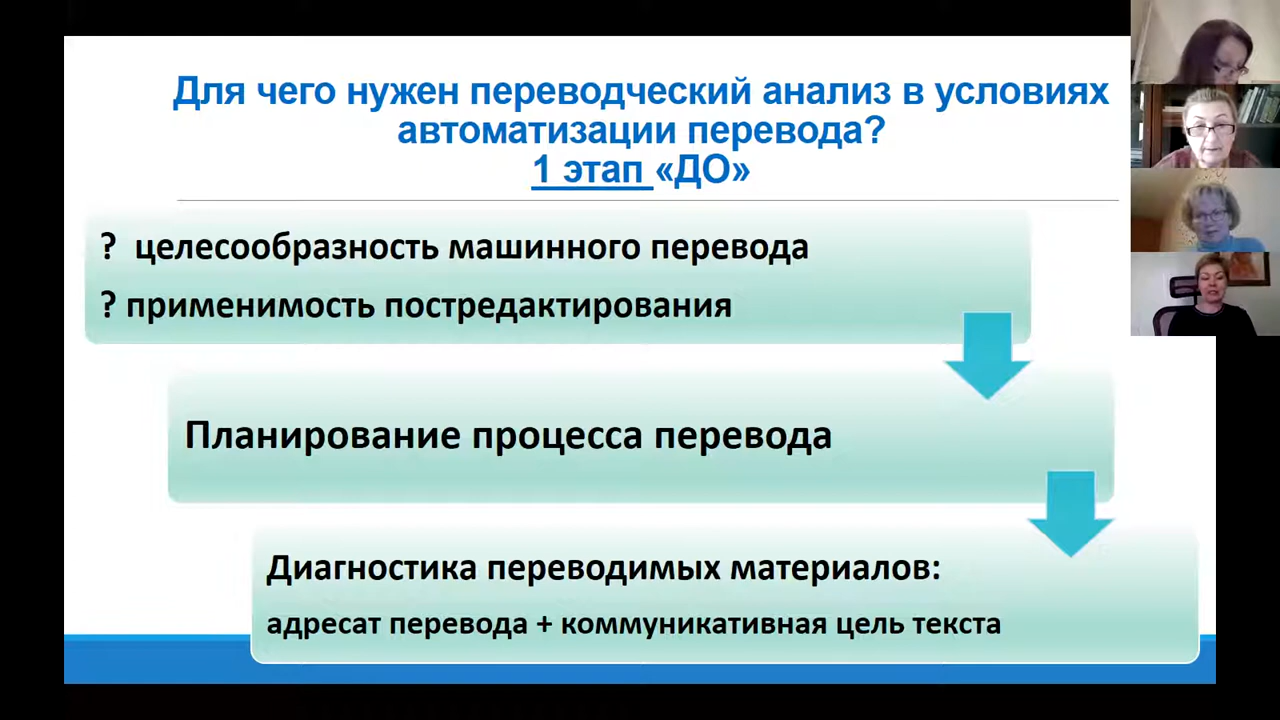 Для чего нужен переводческий анализ в условиях
автоматизации перевода?
1 этап «ДО»
? целесообразность машинного перевода
? применимость постредактирования
Планирование процесса перевода
Диагностика переводимых материалов:
адресат перевода + коммуникативная цель текста